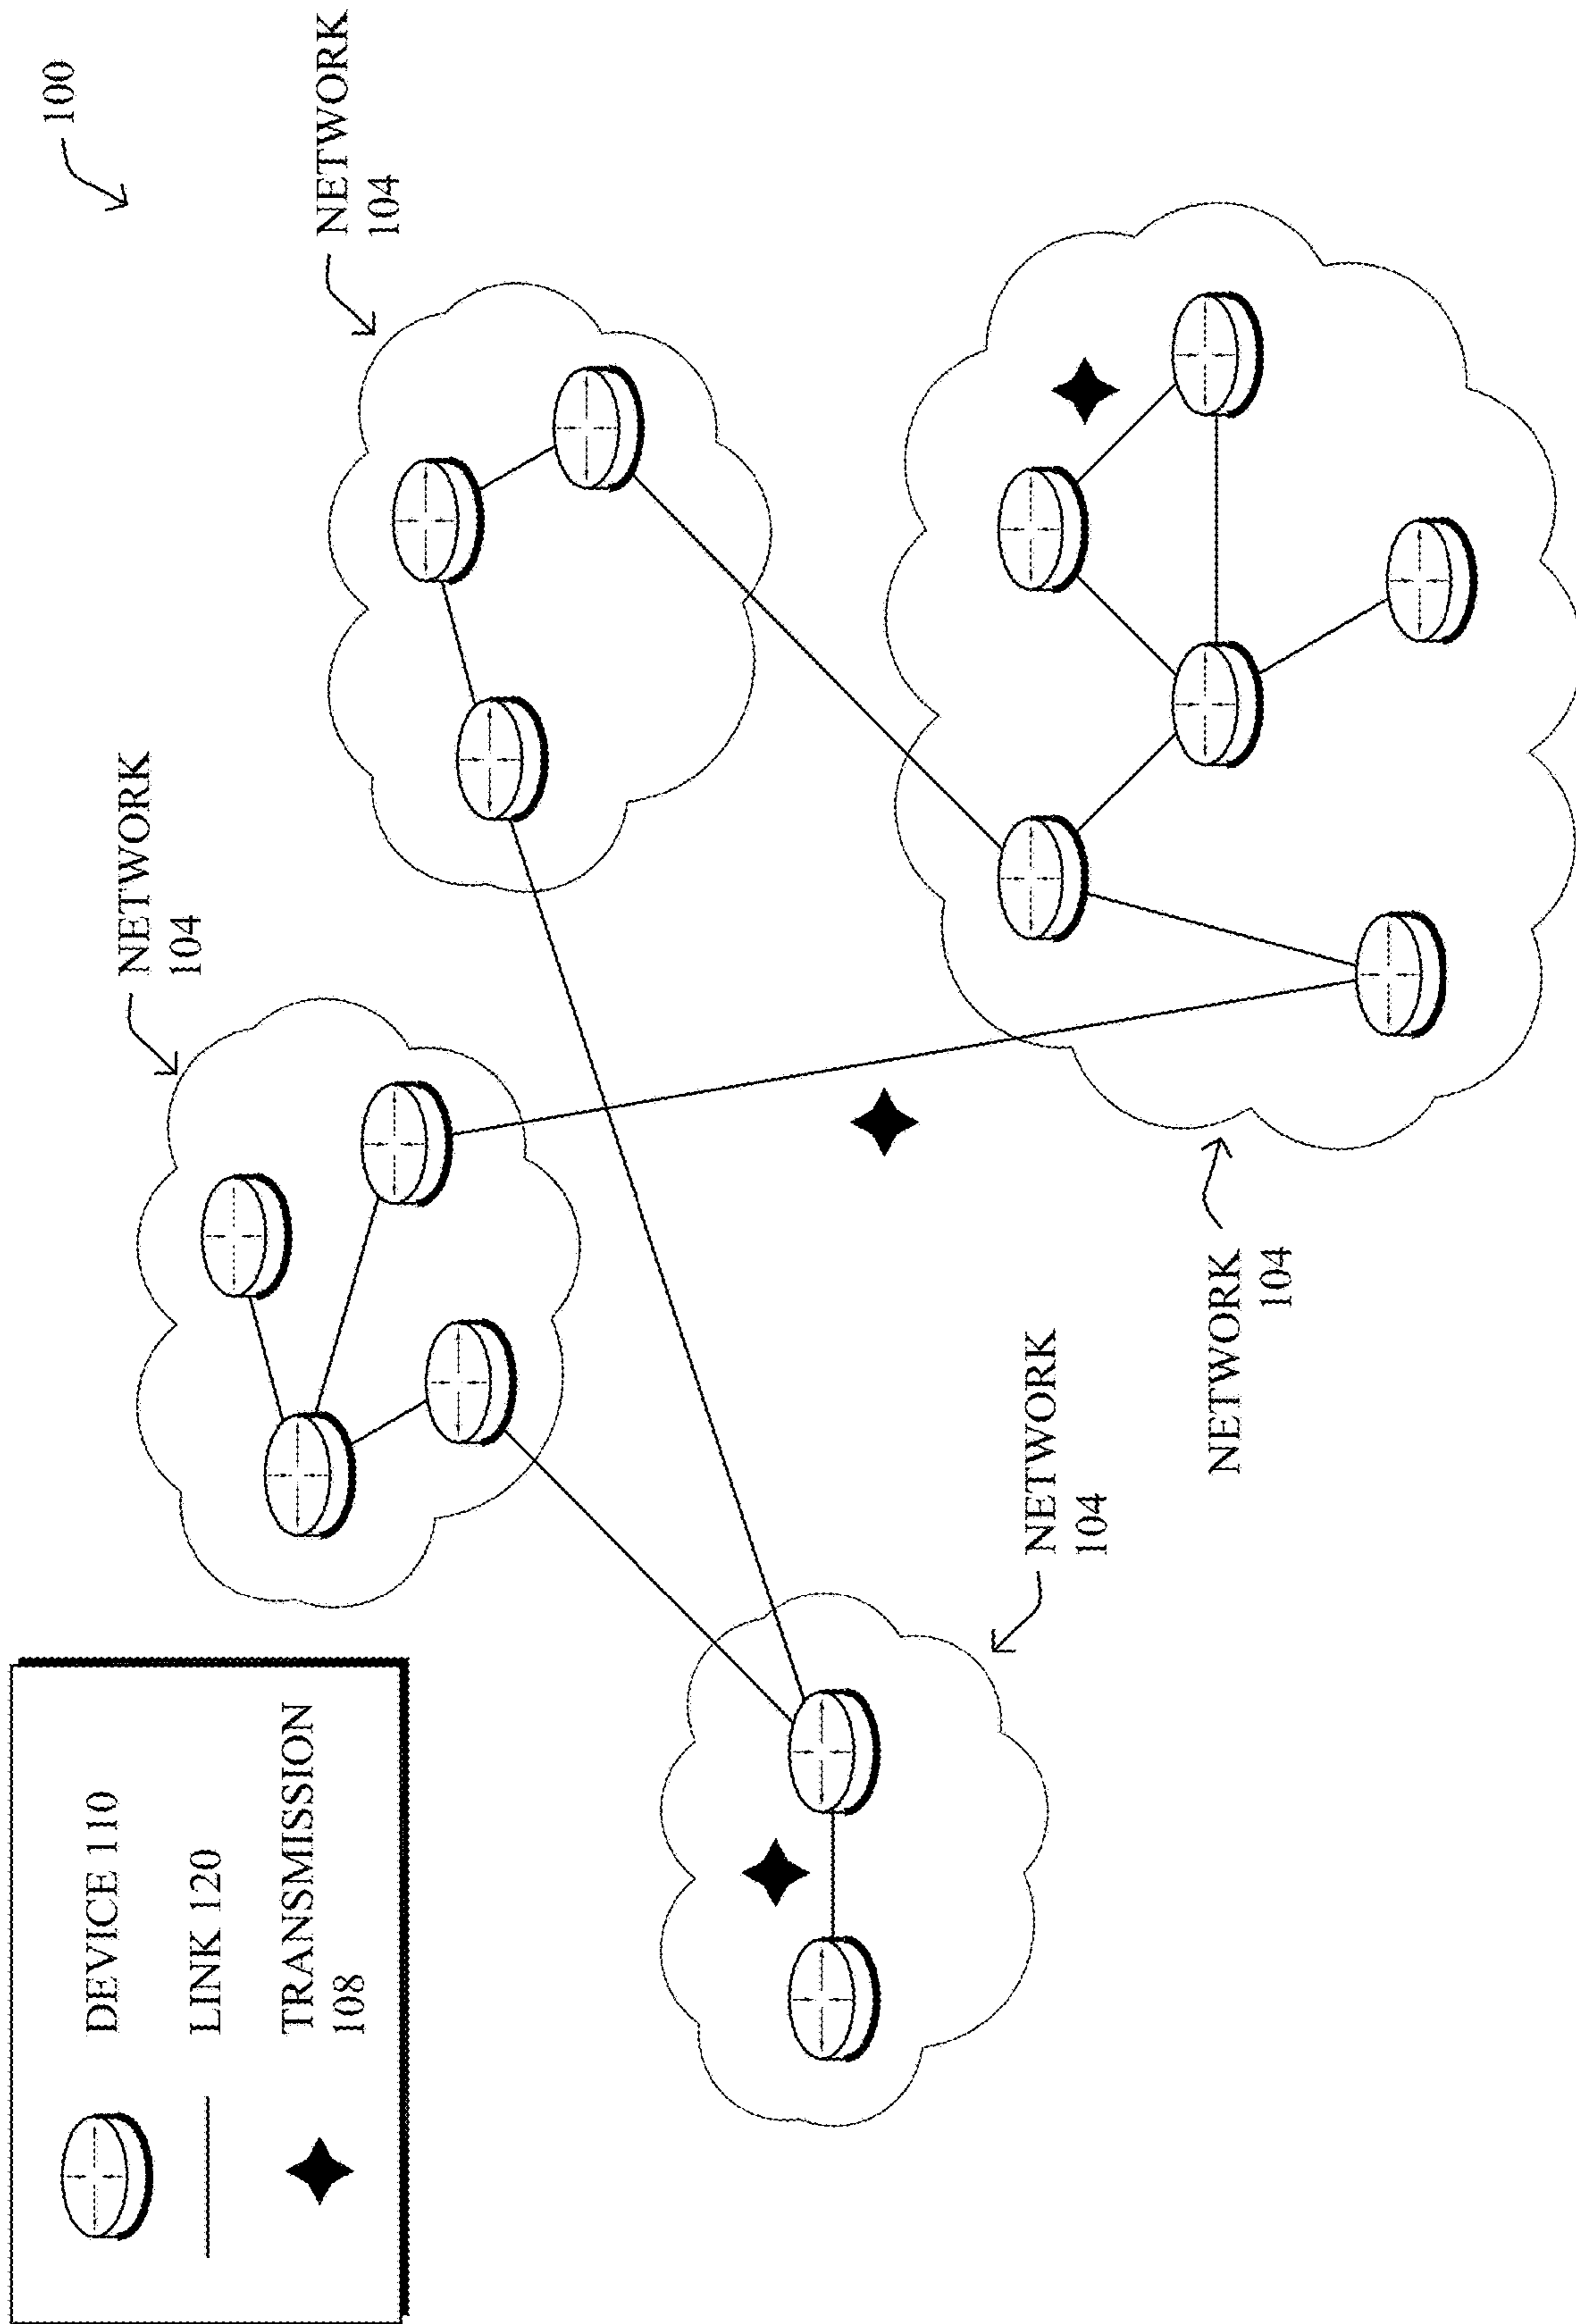 DEVICE 110
LINK 120
TRANSMISSION
108
NETWORK
104
NETWORK
104
100
NETWORK
104
NETWORK
104